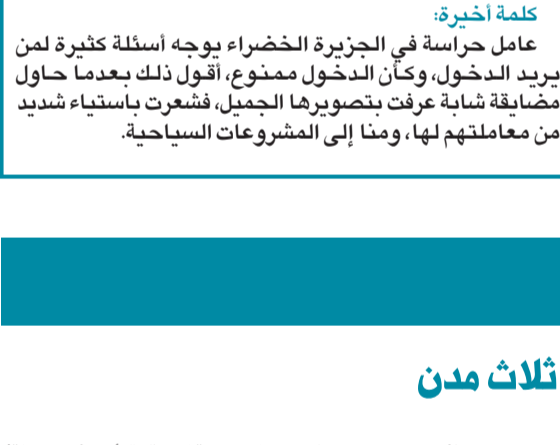 كلمة أخيرة:
عامل حراسة في الجزيرة الخضراء يوجه أسئلة كثيرة لمن
يريد الدخول، وكأن الدخول ممنوع، أقول ذلك بعدما حاول
مضايقة شابة عرفت بتصويرها الجميل، فشعرت باستياء شديد
من معاملتهم لها، ومنا إلى المشروعات السياحية.
ثلاث مدن